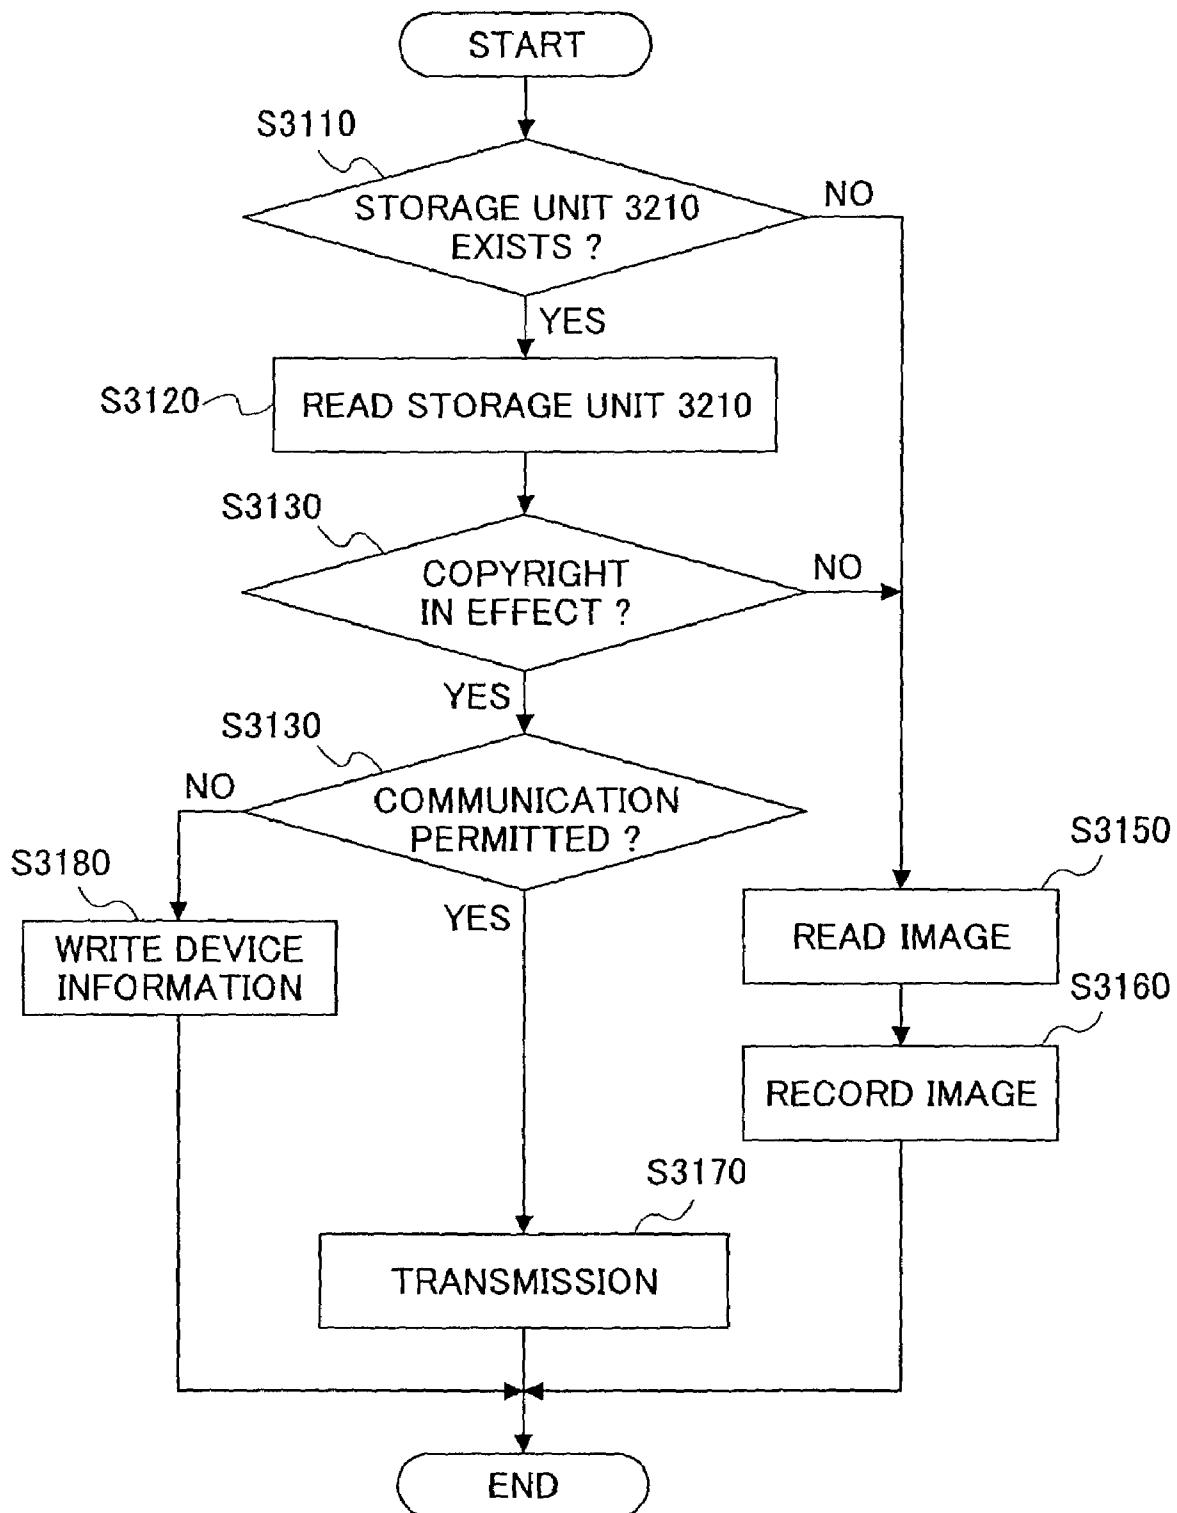 START
S3110
STORAGE UNIT 3210
EXISTS ?
NO
YES
S3120
READ STORAGE UNIT 3210
S3130
COPYRIGHT
IN EFFECT ?
NO
YES
S3130
COMMUNICATION
PERMITTED ?
NO
YES
S3180
WRITE DEVICE
INFORMATION
S3150
READ IMAGE
S3160
RECORD IMAGE
S3170
TRANSMISSION
END